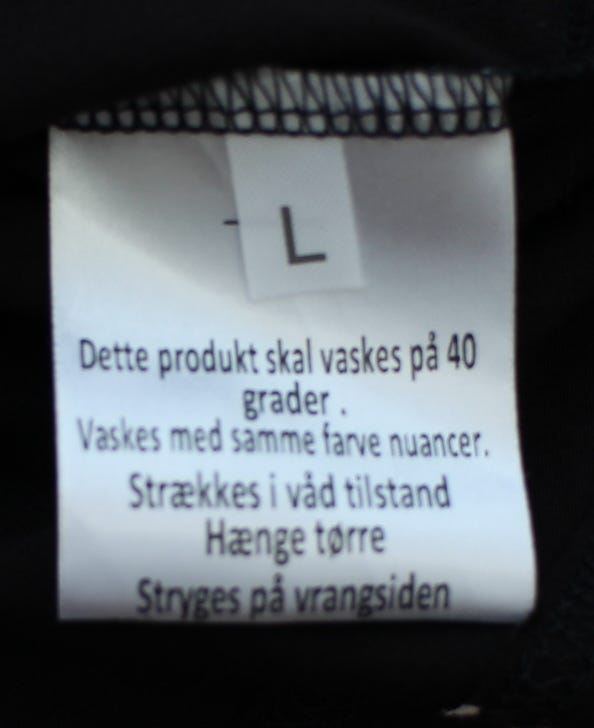 L
Dette produkt skal vaskes på 40
grader .
Vaskes med samme farve nuancer.
Strækkes i våd tilstand
Hænge tørre
Stryges på vrangsiden